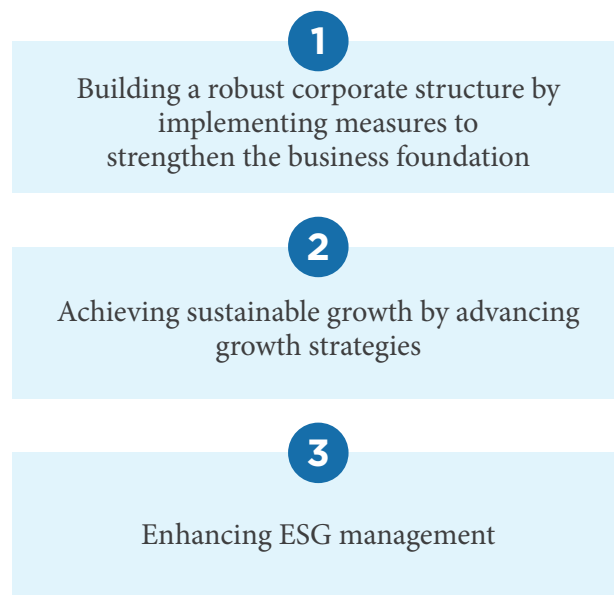 1
Building a robust corporate structure by
implementing measures to
strengthen the business foundation
2
Achieving sustainable growth by advancing
growth strategies
3
Enhancing ESG management